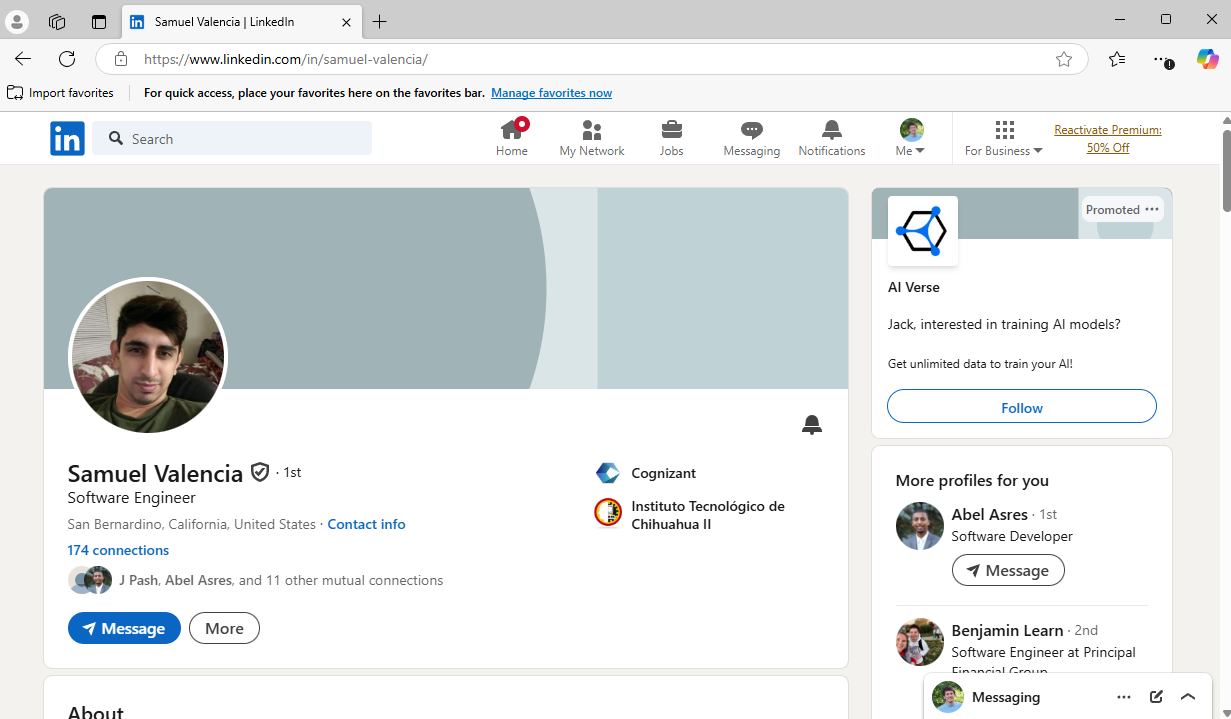 Samuel Valencia | LinkedIn
https://www.linkedin.com/in/samuel-valencia/
Import favorites
For quick access, place your favorites here on the favorites bar. Manage favorites now
in
Search
Home
My Network
Jobs
Messaging
Notifications
Me
For Business
Reactivate Premium:
50% Off
Samuel Valencia · 1st
Software Engineer
San Bernardino, California, United States · Contact info
174 connections
J Pash, Abel Asres, and 11 other mutual connections
Message
More
Cognizant
Instituto Tecnológico de
Chihuahua II
About
Promoted
AI Verse
Jack, interested in training AI models?
Get unlimited data to train your AI!
Follow
More profiles for you
Abel Asres · 1st
Software Developer
Message
Benjamin Learn · 2nd
Software Engineer at Principal
Financial Group
Messaging